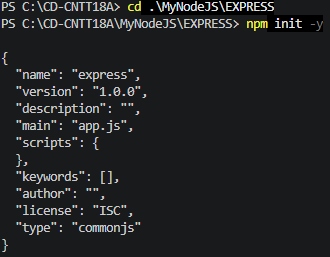 PS C:\CD-CNTT18A> cd .\MyNodeJS\EXPRESS
PS C:\CD-CNTT18A\MyNodeJS\EXPRESS> npm init -y
{
  "name": "express",
  "version": "1.0.0",
  "description": "",
  "main": "app.js",
  "scripts": {
  },
  "keywords": [],
  "author": "",
  "license": "ISC",
  "type": "commonjs"
}